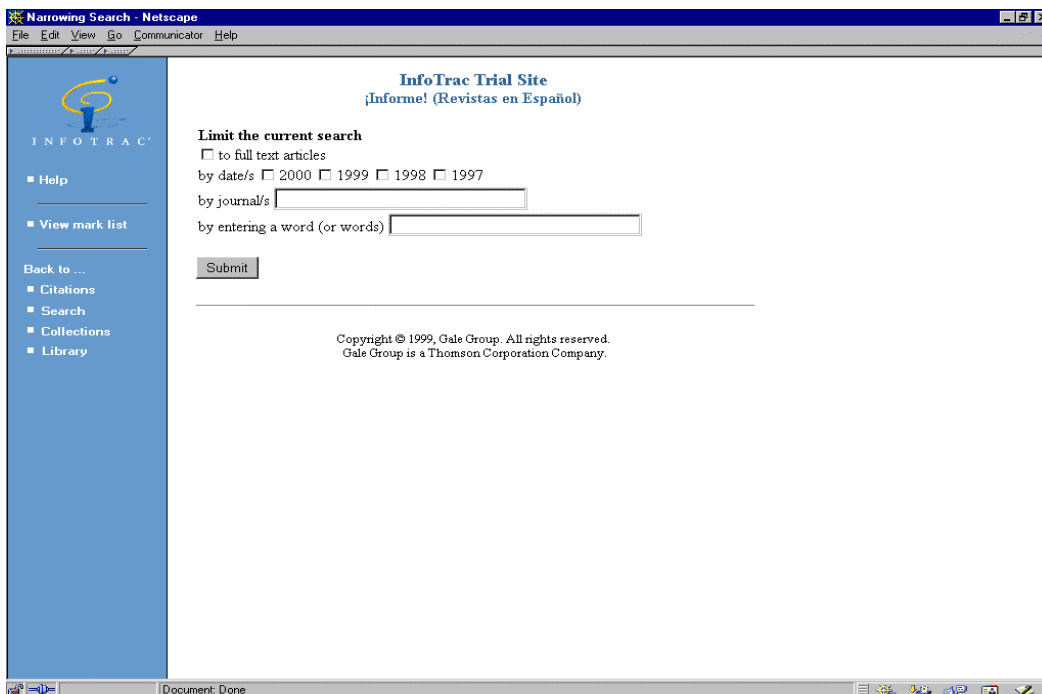 Narrowing Search - Netscape
File Edit View Go Communicator Help
INFOTRAC
Help
View mark list
Back to ...
Citations
Search
Collections
Library
InfoTrac Trial Site
¡Informe! (Revistas en Español)
Limit the current search
to full text articles
by date/s 2000 1999 1998 1997
by journal/s
by entering a word (or words)
Submit
Copyright © 1999, Gale Group. All rights reserved.
Gale Group is a Thomson Corporation Company.
Document: Done